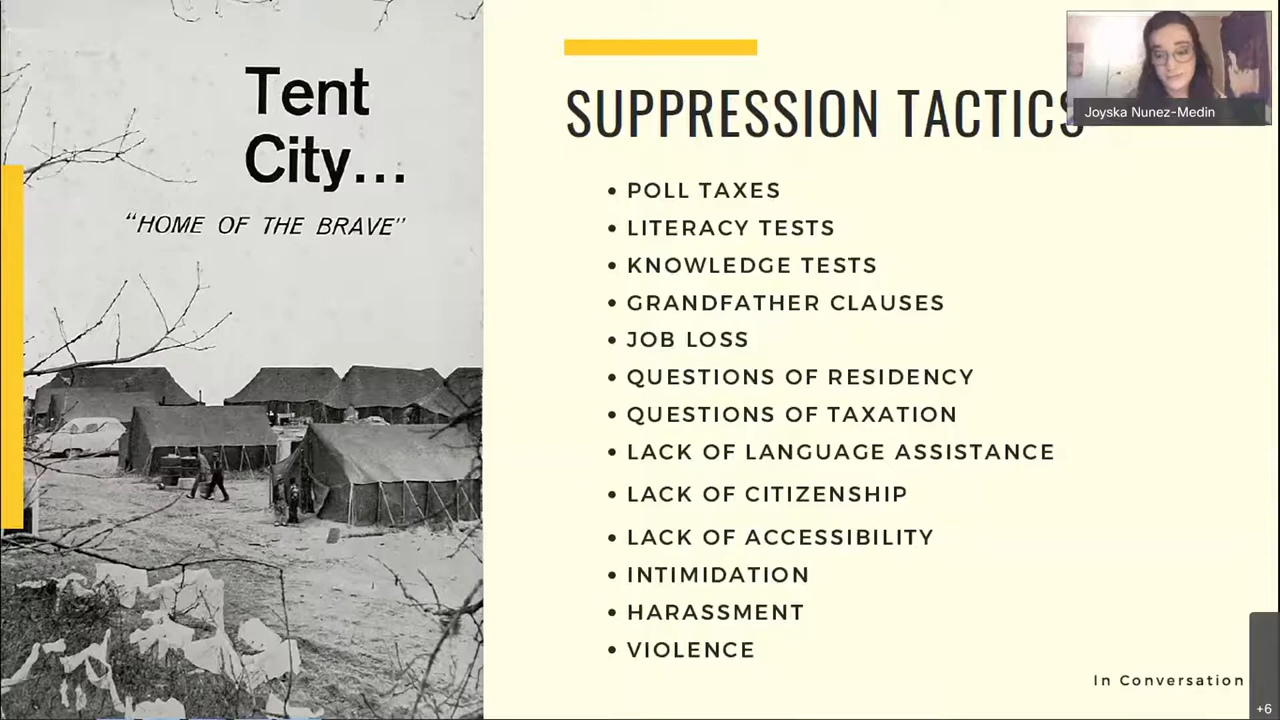 Tent
City...
“HOME OF THE BRAVE”
SUPPRESSION TACTICS
Joyska Nunez-Medin
• POLL TAXES
• LITERACY TESTS
• KNOWLEDGE TESTS
• GRANDFATHER CLAUSES
• JOB LOSS
• QUESTIONS OF RESIDENCY
• QUESTIONS OF TAXATION
• LACK OF LANGUAGE ASSISTANCE
• LACK OF CITIZENSHIP
• LACK OF ACCESSIBILITY
• INTIMIDATION
• HARASSMENT
• VIOLENCE
In Conversation
+6